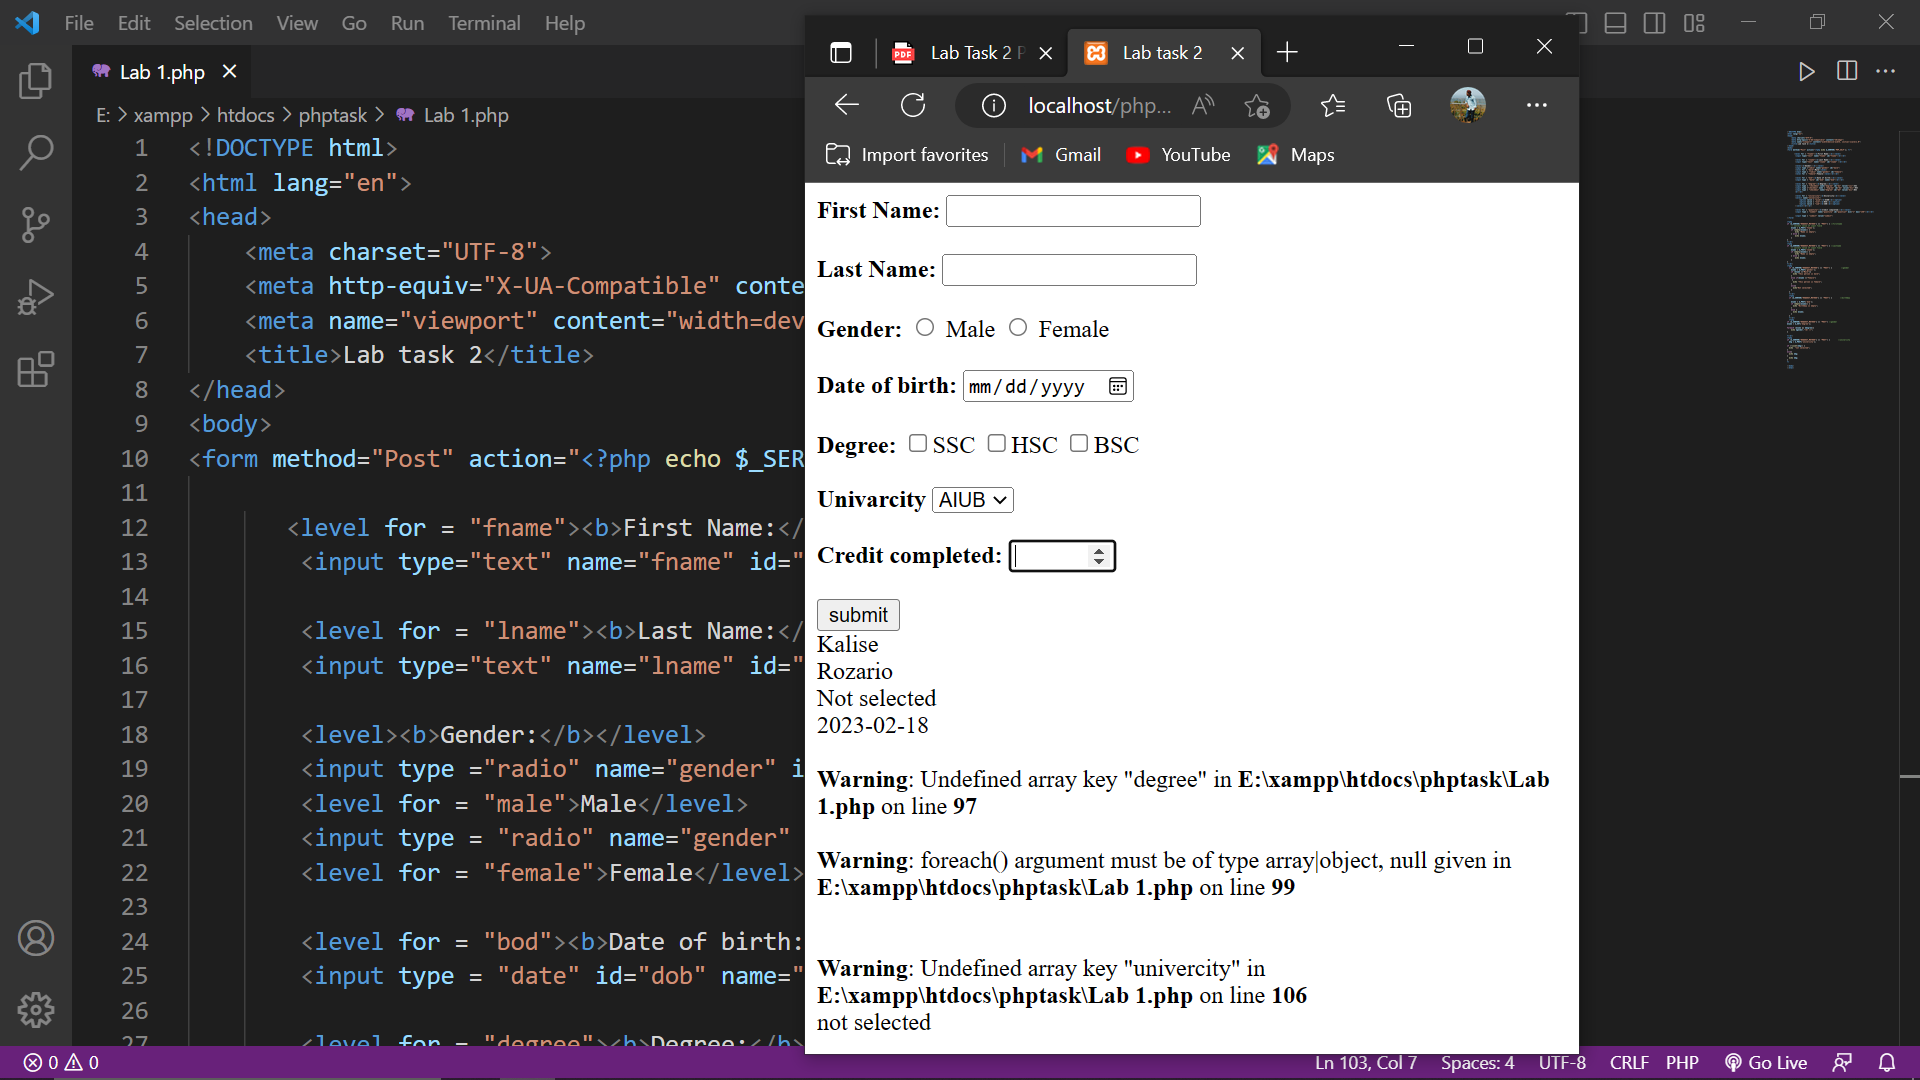 File Edit Selection View Go Run Terminal Help
Lab 1.php
E: > xampp > htdocs > phptask > Lab 1.php
1 <!DOCTYPE html>
2 <html lang="en">
3 <head>
4 <meta charset="UTF-8">
5 <meta http-equiv="X-UA-Compatible" conte
6 <meta name="viewport" content="width=dev
7 <title>Lab task 2</title>
8 </head>
9 <body>
10 <form method="Post" action="<?php echo $_SER
11
12 <level for = "fname"><b>First Name:</
13 <input type="text" name="fname" id="
14
15 <level for = "lname"><b>Last Name:</
16 <input type="text" name="lname" id="
17
18 <level><b>Gender:</b></level>
19 <input type ="radio" name="gender" i
20 <level for = "male">Male</level>
21 <input type = "radio" name="gender"
22 <level for = "female">Female</level>
23
24 <level for = "bod"><b>Date of birth:
25 <input type = "date" id="dob" name="
26
27 <level for = "degree"><b>Degree:</b>
PDF Lab Task 2 P
Lab task 2
localhost/php...
Import favorites Gmail YouTube Maps
First Name:
Last Name:
Gender: Male Female
Date of birth: mm/dd/yyyy
Degree: SSC HSC BSC
Univarcity AIUB
Credit completed:
submit
Kalise
Rozario
Not selected
2023-02-18
Warning: Undefined array key "degree" in E:\xampp\htdocs\phptask\Lab
1.php on line 97
Warning: foreach() argument must be of type array|object, null given in
E:\xampp\htdocs\phptask\Lab 1.php on line 99
Warning: Undefined array key "univercity" in
E:\xampp\htdocs\phptask\Lab 1.php on line 106
not selected
0 0 Ln 103, Col 7 Spaces: 4 UTF-8 CRLF PHP Go Live